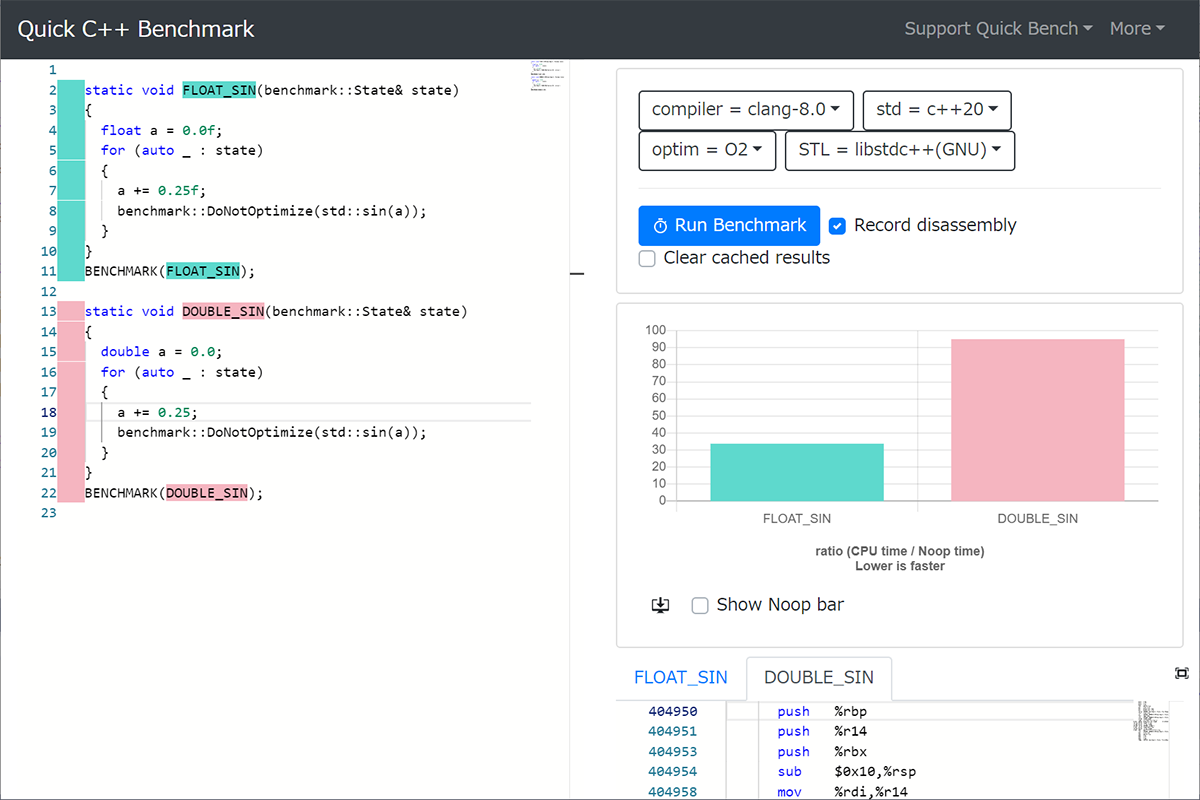 Quick C++ Benchmark
Support Quick Bench More
1
2 static void FLOAT_SIN(benchmark::State& state)
3 {
4 float a = 0.0f;
5 for (auto _ : state)
6 {
7 a += 0.25f;
8 benchmark::DoNotOptimize(std::sin(a));
9 }
10 }
11 BENCHMARK(FLOAT_SIN);
12
13 static void DOUBLE_SIN(benchmark::State& state)
14 {
15 double a = 0.0;
16 for (auto _ : state)
17 {
18 a += 0.25;
19 benchmark::DoNotOptimize(std::sin(a));
20 }
21 }
22 BENCHMARK(DOUBLE_SIN);
23
compiler = clang-8.0 std = c++20
optim = O2 STL = libstdc++(GNU)
Run Benchmark Record disassembly
Clear cached results
100
90
80
70
60
50
40
30
20
10
0
FLOAT_SIN DOUBLE_SIN
ratio (CPU time / Noop time)
Lower is faster
Show Noop bar
FLOAT_SIN DOUBLE_SIN
404950 push %rbp
404951 push %r14
404953 push %rbx
404954 sub $0x10,%rsp
404958 mov %rdi,%r14